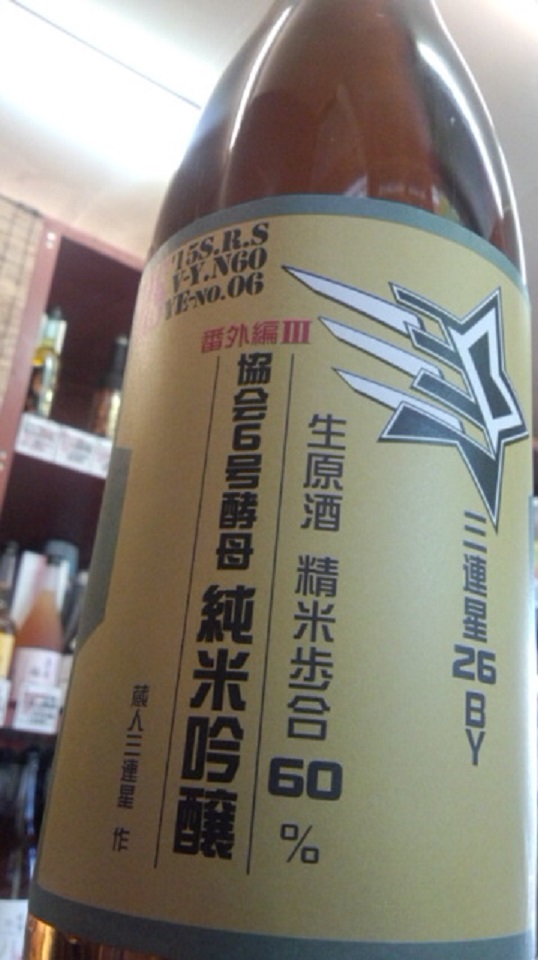 '15S.R.S
V-Y.N60
YE-no.06
番外編III
三連星26BY
生原酒 精米歩合60%
協会6号酵母 純米吟醸
蔵人三連星 作